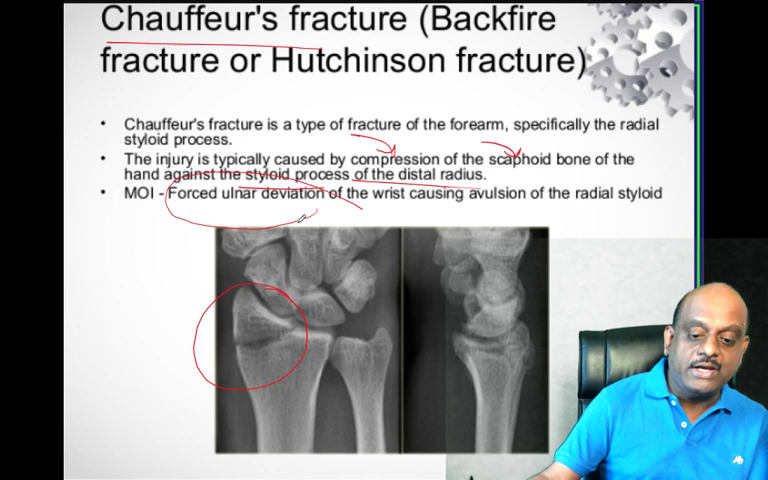 Chauffeur's fracture (Backfire
fracture or Hutchinson fracture)
• Chauffeur's fracture is a type of fracture of the forearm, specifically the radial
styloid process.
• The injury is typically caused by compression of the scaphoid bone of the
hand against the styloid process of the distal radius.
• MOI - Forced ulnar deviation of the wrist causing avulsion of the radial styloid